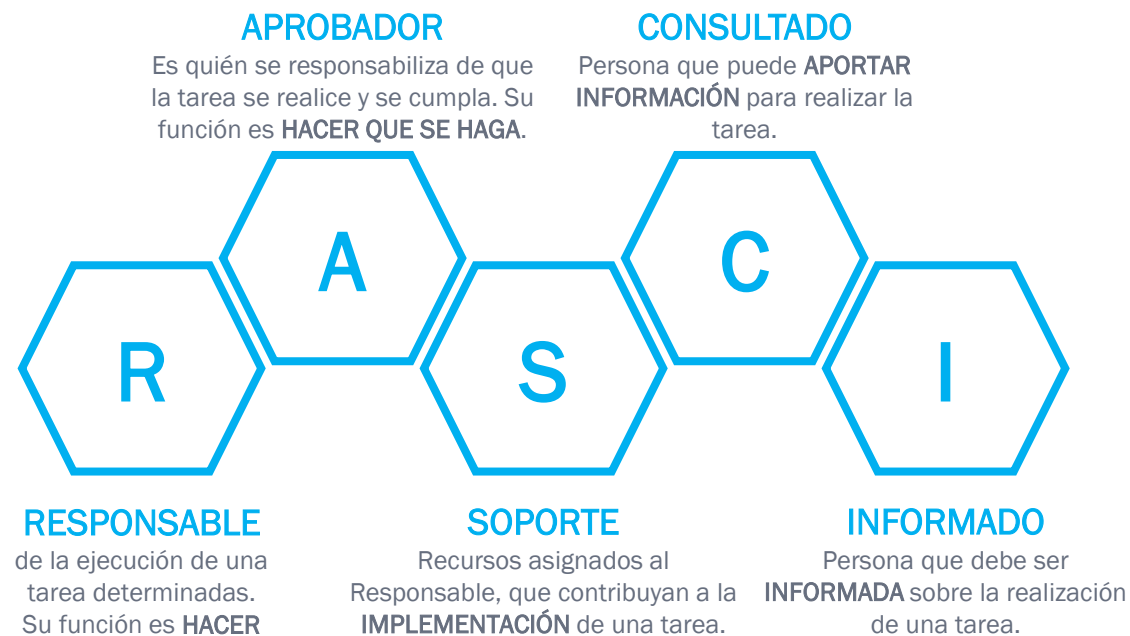 APROBADOR
Es quién se responsabiliza de que
la tarea se realice y se cumpla. Su
función es HACER QUE SE HAGA.
CONSULTADO
Persona que puede APORTAR
INFORMACIÓN para realizar la
tarea.
R
A
S
C
I
RESPONSABLE
de la ejecución de una
tarea determinadas.
Su función es HACER
SOPORTE
Recursos asignados al
Responsable, que contribuyan a la
IMPLEMENTACIÓN de una tarea.
INFORMADO
Persona que debe ser
INFORMADA sobre la realización
de una tarea.